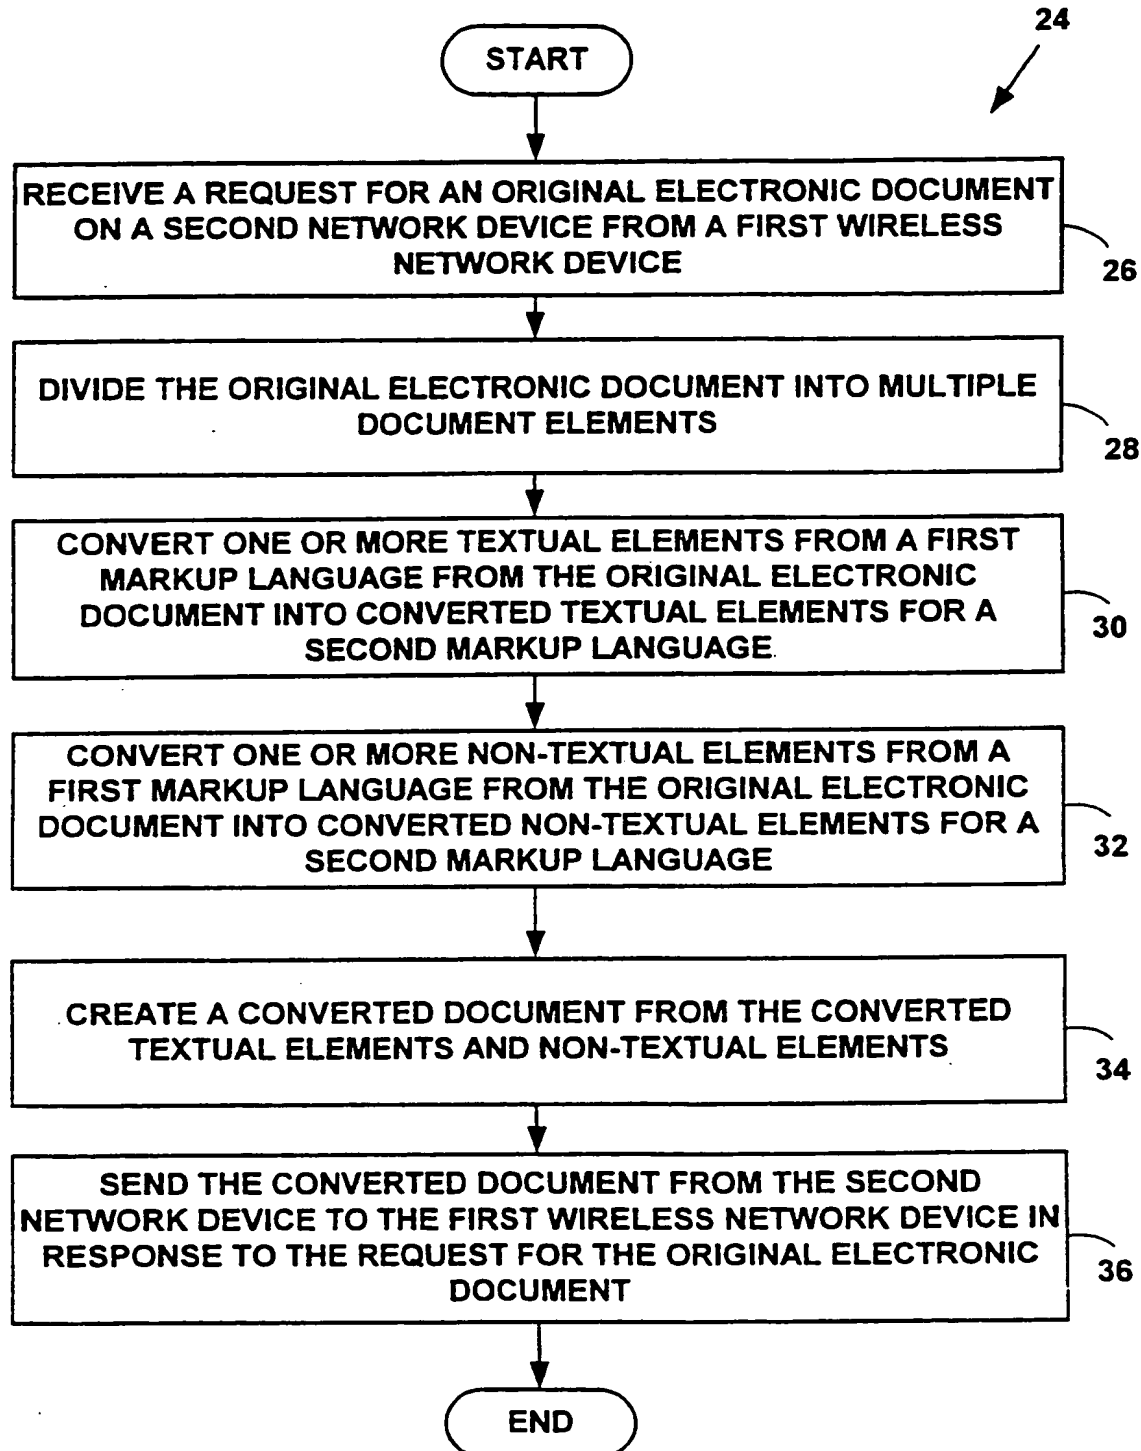 24
START
RECEIVE A REQUEST FOR AN ORIGINAL ELECTRONIC DOCUMENT
ON A SECOND NETWORK DEVICE FROM A FIRST WIRELESS
NETWORK DEVICE
26
DIVIDE THE ORIGINAL ELECTRONIC DOCUMENT INTO MULTIPLE
DOCUMENT ELEMENTS
28
CONVERT ONE OR MORE TEXTUAL ELEMENTS FROM A FIRST
MARKUP LANGUAGE FROM THE ORIGINAL ELECTRONIC
DOCUMENT INTO CONVERTED TEXTUAL ELEMENTS FOR A
SECOND MARKUP LANGUAGE
30
CONVERT ONE OR MORE NON-TEXTUAL ELEMENTS FROM A
FIRST MARKUP LANGUAGE FROM THE ORIGINAL ELECTRONIC
DOCUMENT INTO CONVERTED NON-TEXTUAL ELEMENTS FOR A
SECOND MARKUP LANGUAGE
32
CREATE A CONVERTED DOCUMENT FROM THE CONVERTED
TEXTUAL ELEMENTS AND NON-TEXTUAL ELEMENTS
34
SEND THE CONVERTED DOCUMENT FROM THE SECOND
NETWORK DEVICE TO THE FIRST WIRELESS NETWORK DEVICE IN
RESPONSE TO THE REQUEST FOR THE ORIGINAL ELECTRONIC
DOCUMENT
36
END